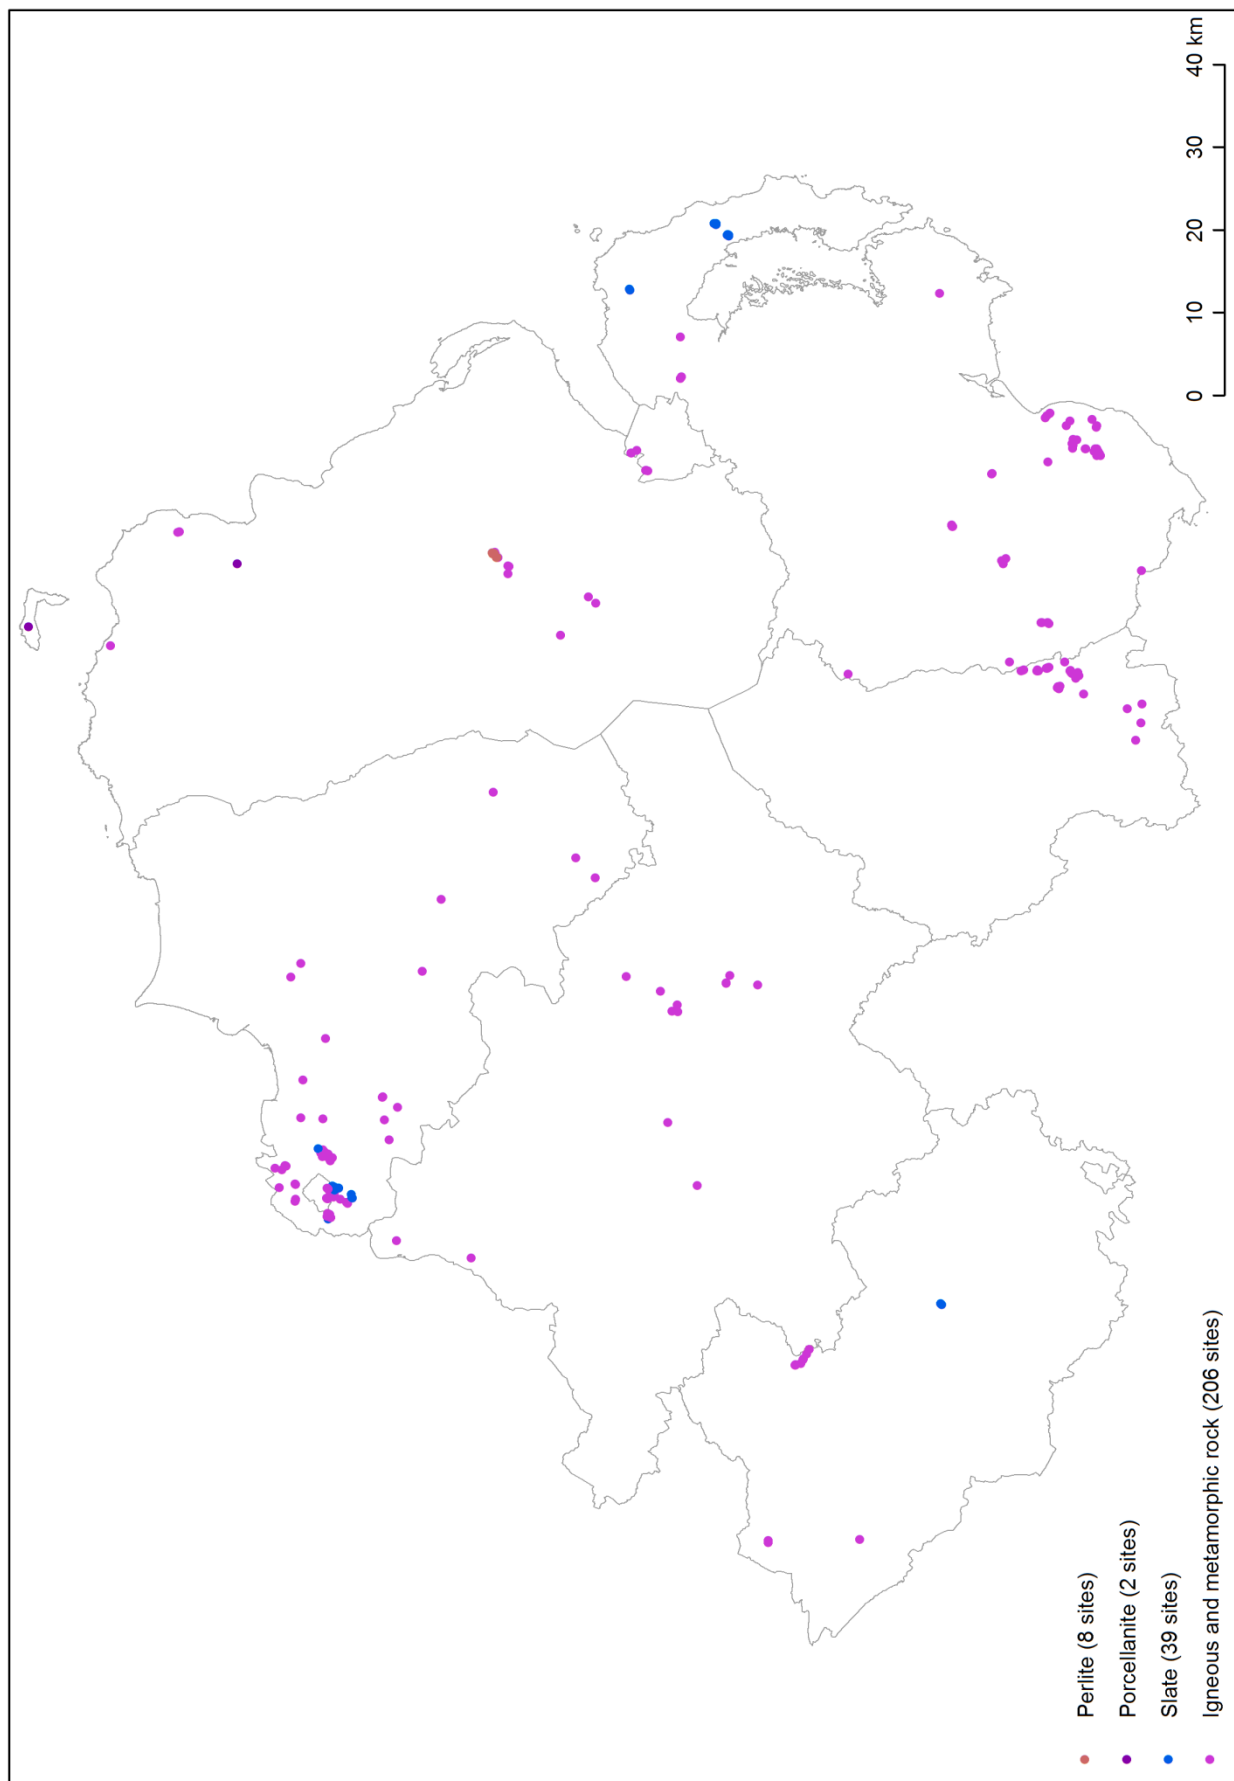 Perlite (8 sites)
Porcellanite (2 sites)
Slate (39 sites)
Igneous and metamorphic rock (206 sites)
0 10 20 30 40 km